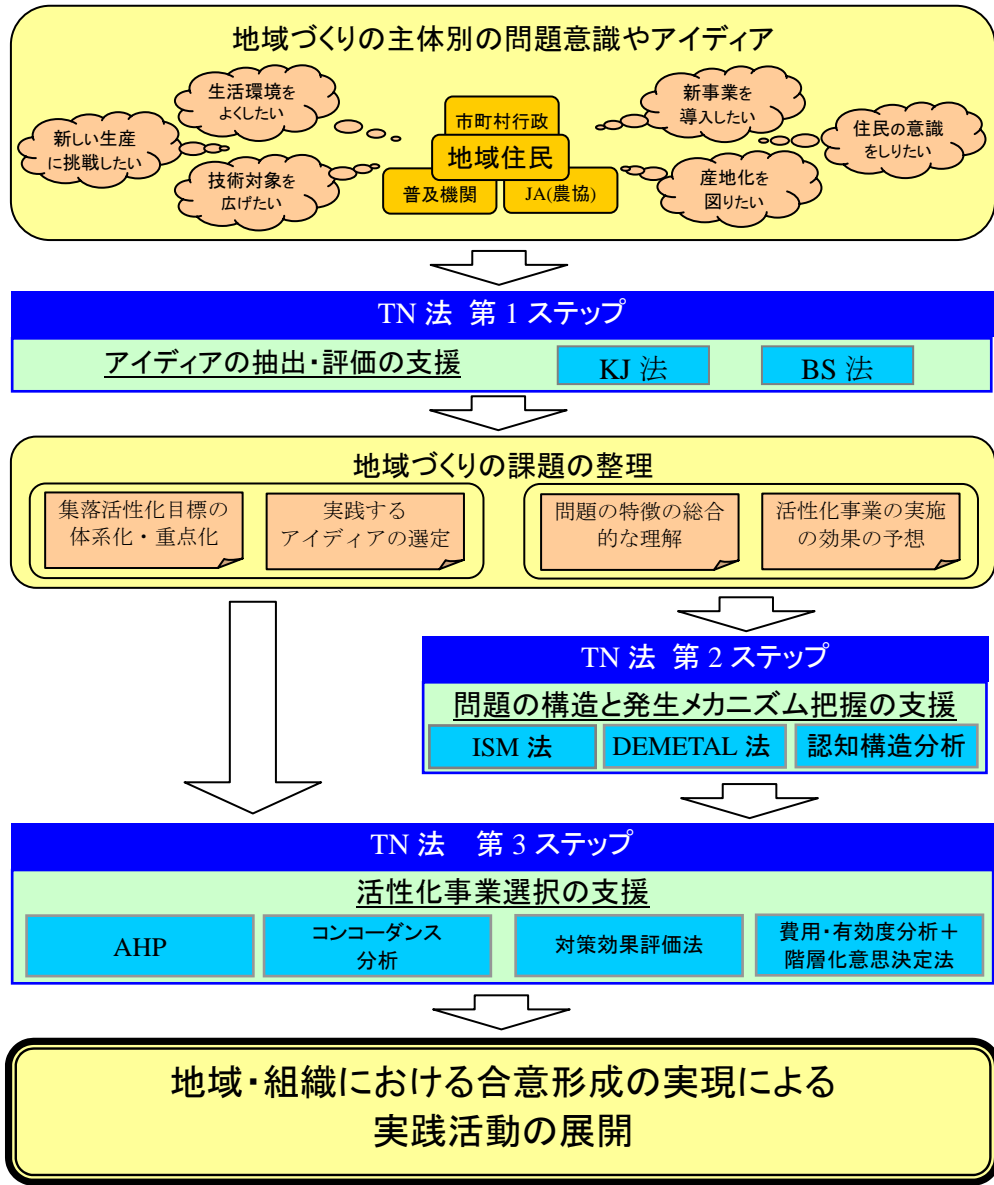 地域づくりの主体別の問題意識やアイディア
生活環境を
よくしたい
新しい生産
に挑戦したい
技術対象を
広げたい
市町村行政
地域住民
普及機関
JA(農協)
新事業を
導入したい
住民の意識
をしりたい
産地化を
図りたい
TN 法 第 1 ステップ
アイディアの抽出・評価の支援
KJ 法
BS 法
地域づくりの課題の整理
集落活性化目標の
体系化・重点化
実践する
アイディアの選定
問題の特徴の総合
的な理解
活性化事業の実施
の効果の予想
TN 法 第 2 ステップ
問題の構造と発生メカニズム把握の支援
ISM 法
DEMETAL 法
認知構造分析
TN 法 第 3 ステップ
活性化事業選択の支援
AHP
コンコーダンス
分析
対策効果評価法
費用・有効度分析＋
階層化意思決定法
地域・組織における合意形成の実現による
実践活動の展開